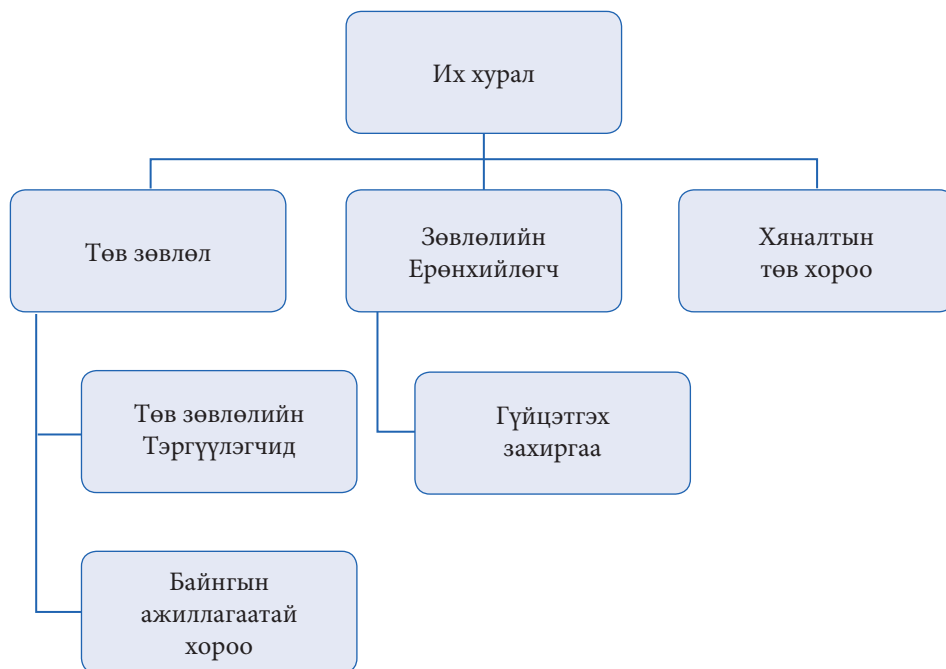 Их хурал
Төв зөвлөл
Зөвлөлийн
Ерөнхийлөгч
Хяналтын
төв хороо
Төв зөвлөлийн
Тэргүүлэгчид
Гүйцэтгэх
захиргаа
Байнгын
ажиллагаатай
хороо